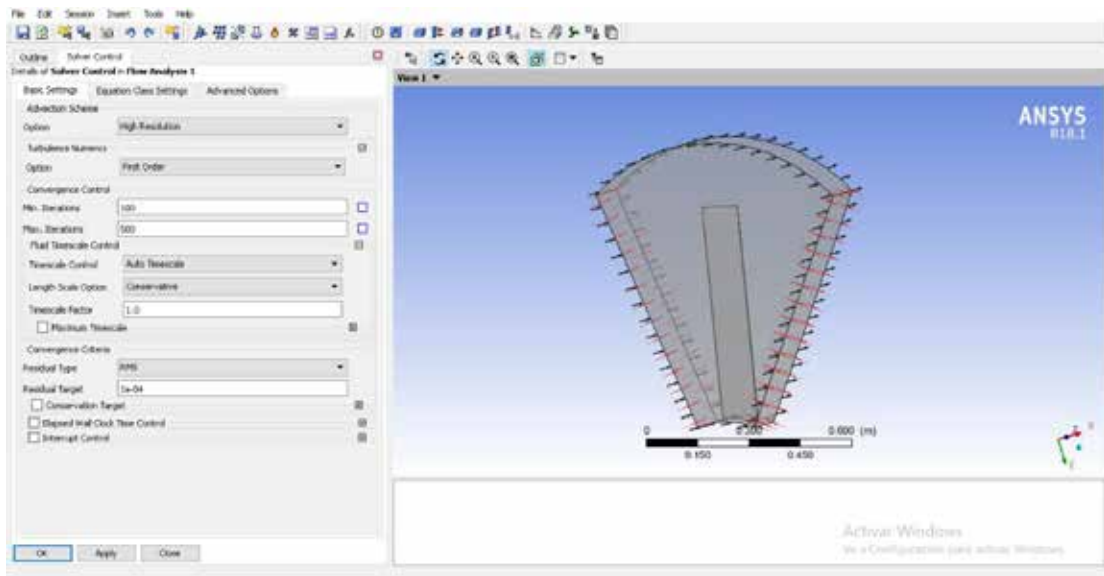 File Edit Session Insert Tools Help
Outline Solver Control
Details of Solver Control in Flow Analysis 1
Basic Settings Equation Class Settings Advanced Options
Advection Scheme
Option High Resolution
Turbulence Numerics
Option First Order
Convergence Control
Min. Iterations 100
Max. Iterations 500
Fluid Timescale Control
Timescale Control Auto Timescale
Length Scale Option Conservative
Timescale Factor 1.0
Maximum Timescale
Convergence Criteria
Residual Type RMS
Residual Target 1e-04
Conservation Target
Elapsed Wall Clock Time Control
Interrupt Control
OK Apply Close
View 1
ANSYS
R18.1
0 0.300 0.600 (m)
0.150 0.450
Activar Windows
Ve a Configuración para activar Windows.